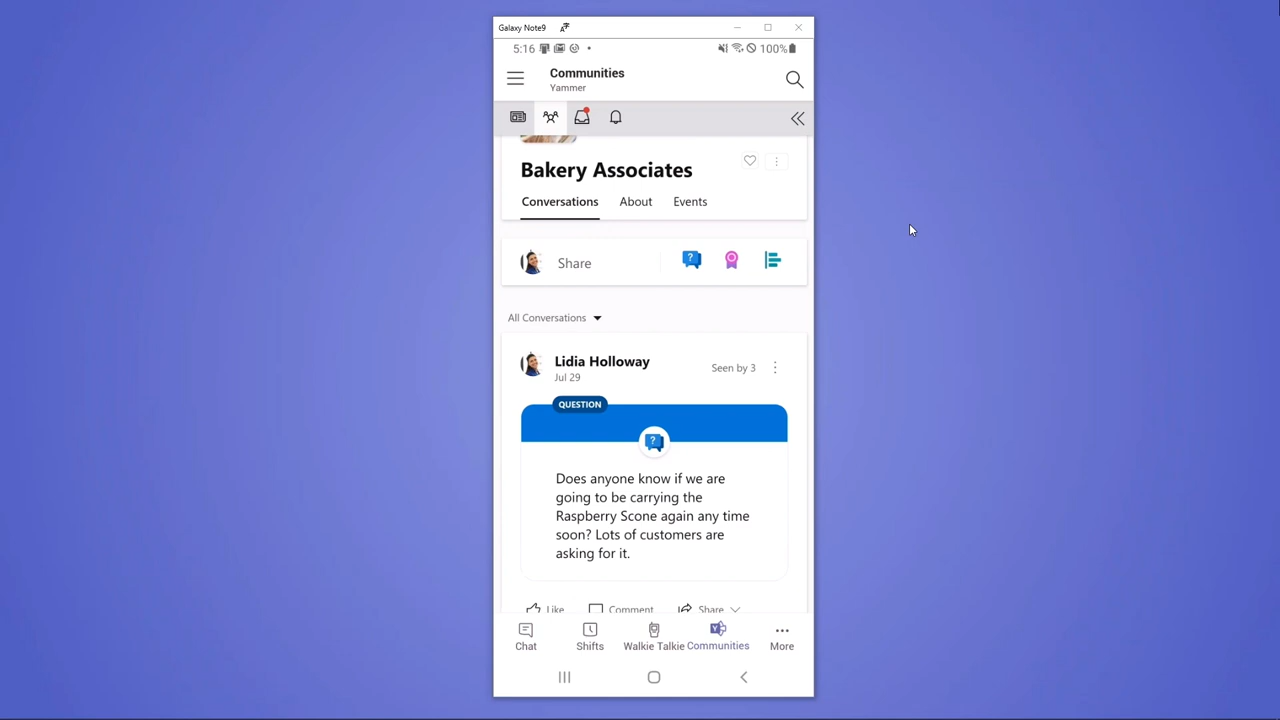 Galaxy Note9
5:16
100%
Communities
Yammer
Bakery Associates
Conversations About Events
Share
All Conversations
Lidia Holloway
Jul 29
Seen by 3
QUESTION
?
Does anyone know if we are
going to be carrying the
Raspberry Scone again any time
soon? Lots of customers are
asking for it.
Like Comment Share
Chat Shifts Walkie Talkie Communities More